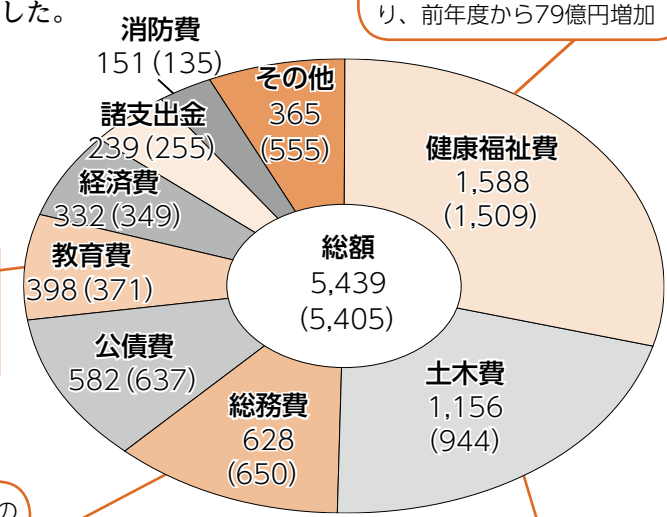 した。
り、前年度から79億円増加
消防費
151 (135)
その他
365
(555)
諸支出金
239 (255)
健康福祉費
1,588
(1,509)
経済費
332 (349)
教育費
398 (371)
総額
5,439
(5,405)
公債費
582 (637)
総務費
628
(650)
土木費
1,156
(944)
の